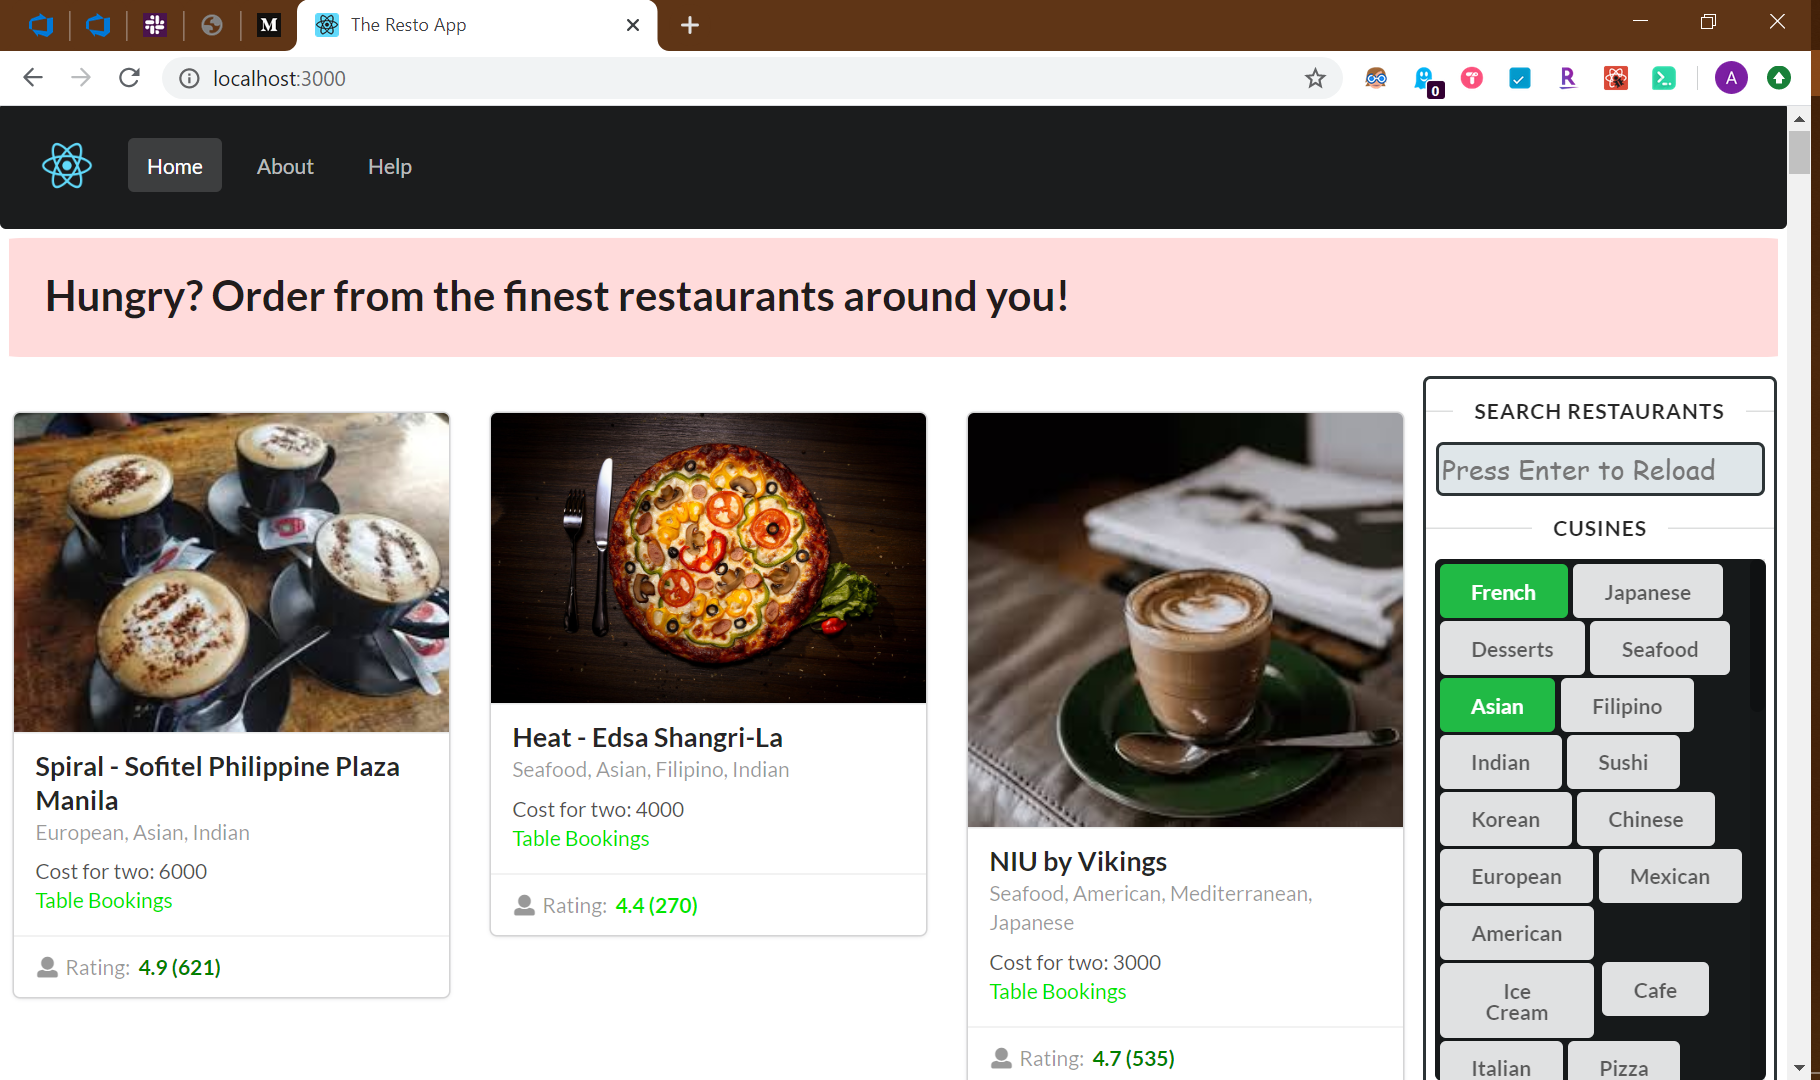 The Resto App
localhost:3000
0
A
Home
About
Help
Hungry? Order from the finest restaurants around you!
Spiral - Sofitel Philippine Plaza
Manila
European, Asian, Indian
Cost for two: 6000
Table Bookings
Rating: 4.9 (621)
Heat - Edsa Shangri-La
Seafood, Asian, Filipino, Indian
Cost for two: 4000
Table Bookings
Rating: 4.4 (270)
NIU by Vikings
Seafood, American, Mediterranean,
Japanese
Cost for two: 3000
Table Bookings
Rating: 4.7 (535)
SEARCH RESTAURANTS
Press Enter to Reload
CUSINES
French
Japanese
Desserts
Seafood
Asian
Filipino
Indian
Sushi
Korean
Chinese
European
Mexican
American
Ice
Cream
Cafe
Italian
Pizza